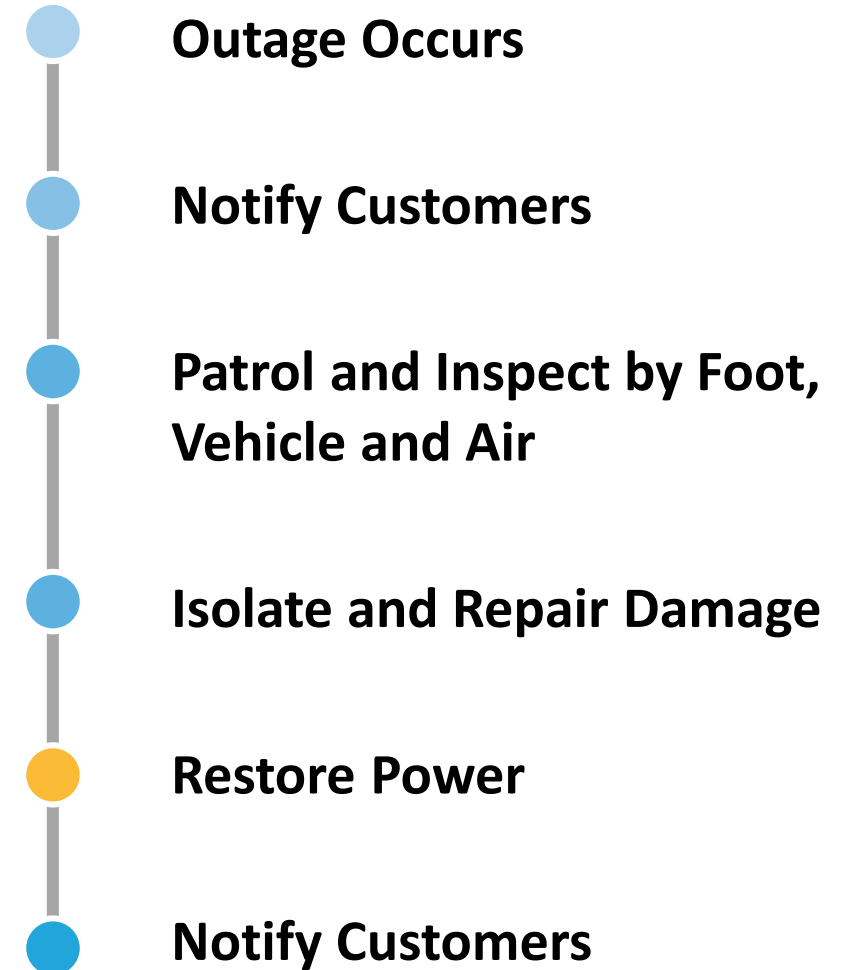 Outage Occurs
Notify Customers
Patrol and Inspect by Foot,
Vehicle and Air
Isolate and Repair Damage
Restore Power
Notify Customers